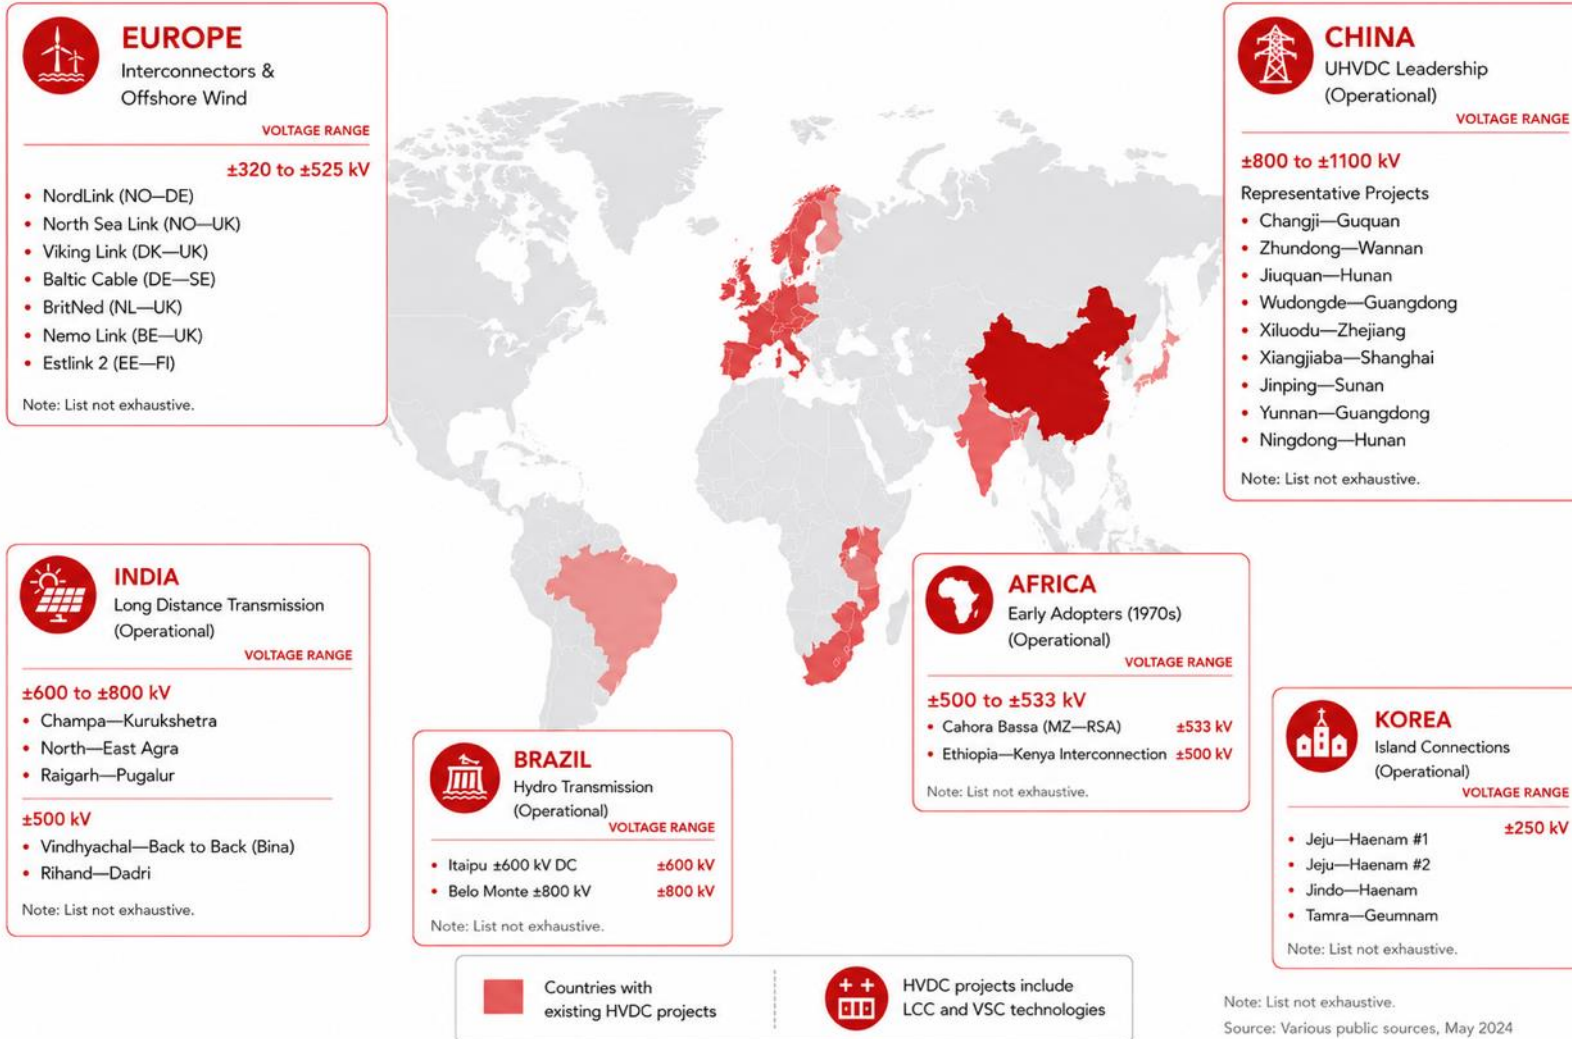 EUROPE
Interconnectors &
Offshore Wind
VOLTAGE RANGE
±320 to ±525 kV
• NordLink (NO—DE)
• North Sea Link (NO—UK)
• Viking Link (DK—UK)
• Baltic Cable (DE—SE)
• BritNed (NL—UK)
• Nemo Link (BE—UK)
• Estlink 2 (EE—FI)
Note: List not exhaustive.
CHINA
UHVDC Leadership
(Operational)
VOLTAGE RANGE
±800 to ±1100 kV
Representative Projects
• Changji—Guquan
• Zhundong—Wannan
• Jiuquan—Hunan
• Wudongde—Guangdong
• Xiluodu—Zhejiang
• Xiangjiaba—Shanghai
• Jinping—Sunan
• Yunnan—Guangdong
• Ningdong—Hunan
Note: List not exhaustive.
INDIA
Long Distance Transmission
(Operational)
VOLTAGE RANGE
±600 to ±800 kV
• Champa—Kurukshetra
• North—East Agra
• Raigarh—Pugalur
±500 kV
• Vindhyachal—Back to Back (Bina)
• Rihand—Dadri
Note: List not exhaustive.
BRAZIL
Hydro Transmission
(Operational)
VOLTAGE RANGE
• Itaipu ±600 kV DC ±600 kV
• Belo Monte ±800 kV ±800 kV
Note: List not exhaustive.
AFRICA
Early Adopters (1970s)
(Operational)
VOLTAGE RANGE
±500 to ±533 kV
• Cahora Bassa (MZ—RSA) ±533 kV
• Ethiopia—Kenya Interconnection ±500 kV
Note: List not exhaustive.
KOREA
Island Connections
(Operational)
VOLTAGE RANGE
±250 kV
• Jeju—Haenam #1
• Jeju—Haenam #2
• Jindo—Haenam
• Tamra—Geumnam
Note: List not exhaustive.
Countries with
existing HVDC projects
HVDC projects include
LCC and VSC technologies
Note: List not exhaustive.
Source: Various public sources, May 2024